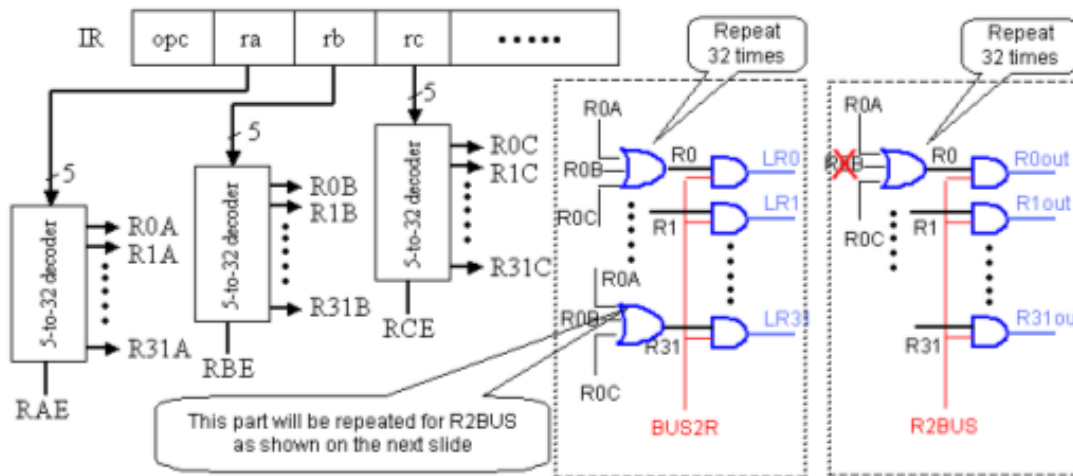 IR opc ra rb rc
5
5
5
5-to-32 decoder
R0A
R1A
R31A
RAE
5-to-32 decoder
R0B
R1B
R31B
RBE
5-to-32 decoder
R0C
R1C
R31C
RCE
This part will be repeated for R2BUS
as shown on the next slide
Repeat
32 times
R0A
R0B
R0C
R0
LR0
R1
LR1
R0A
R0B
R0C
R31
LR31
BUS2R
Repeat
32 times
R0A
R0B
R0C
R0
R0out
R1
R1out
R31
R31ou
R2BUS